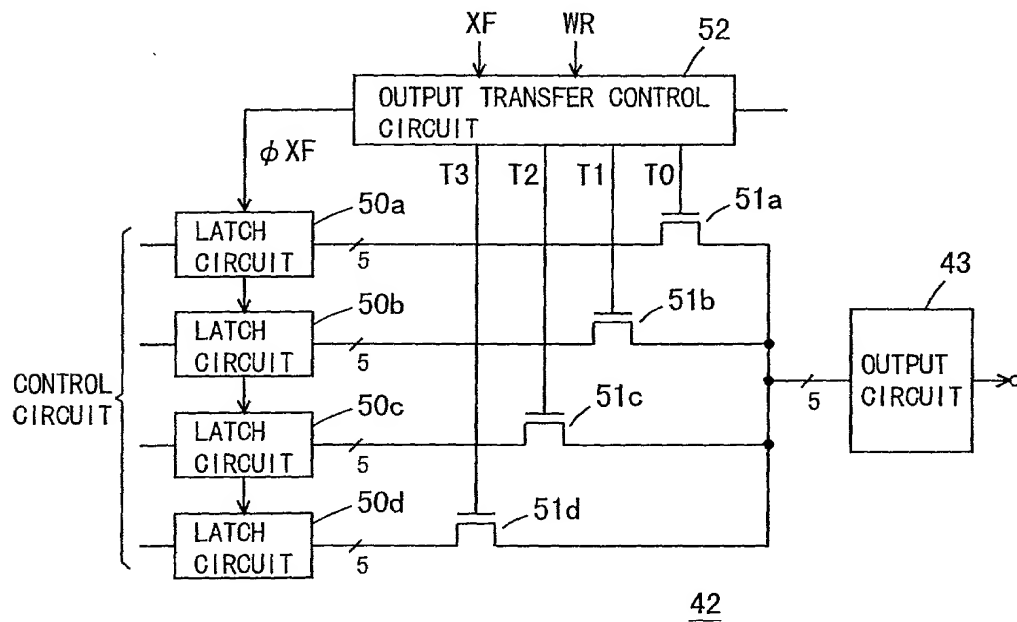 XF WR 52
OUTPUT TRANSFER CONTROL
CIRCUIT
φXF T3 T2 T1 T0
50a 51a
LATCH
CIRCUIT 5
50b 51b 43
LATCH
CIRCUIT 5
CONTROL
CIRCUIT
OUTPUT
CIRCUIT
5
50c 51c
LATCH
CIRCUIT 5
50d 51d
LATCH
CIRCUIT 5
42